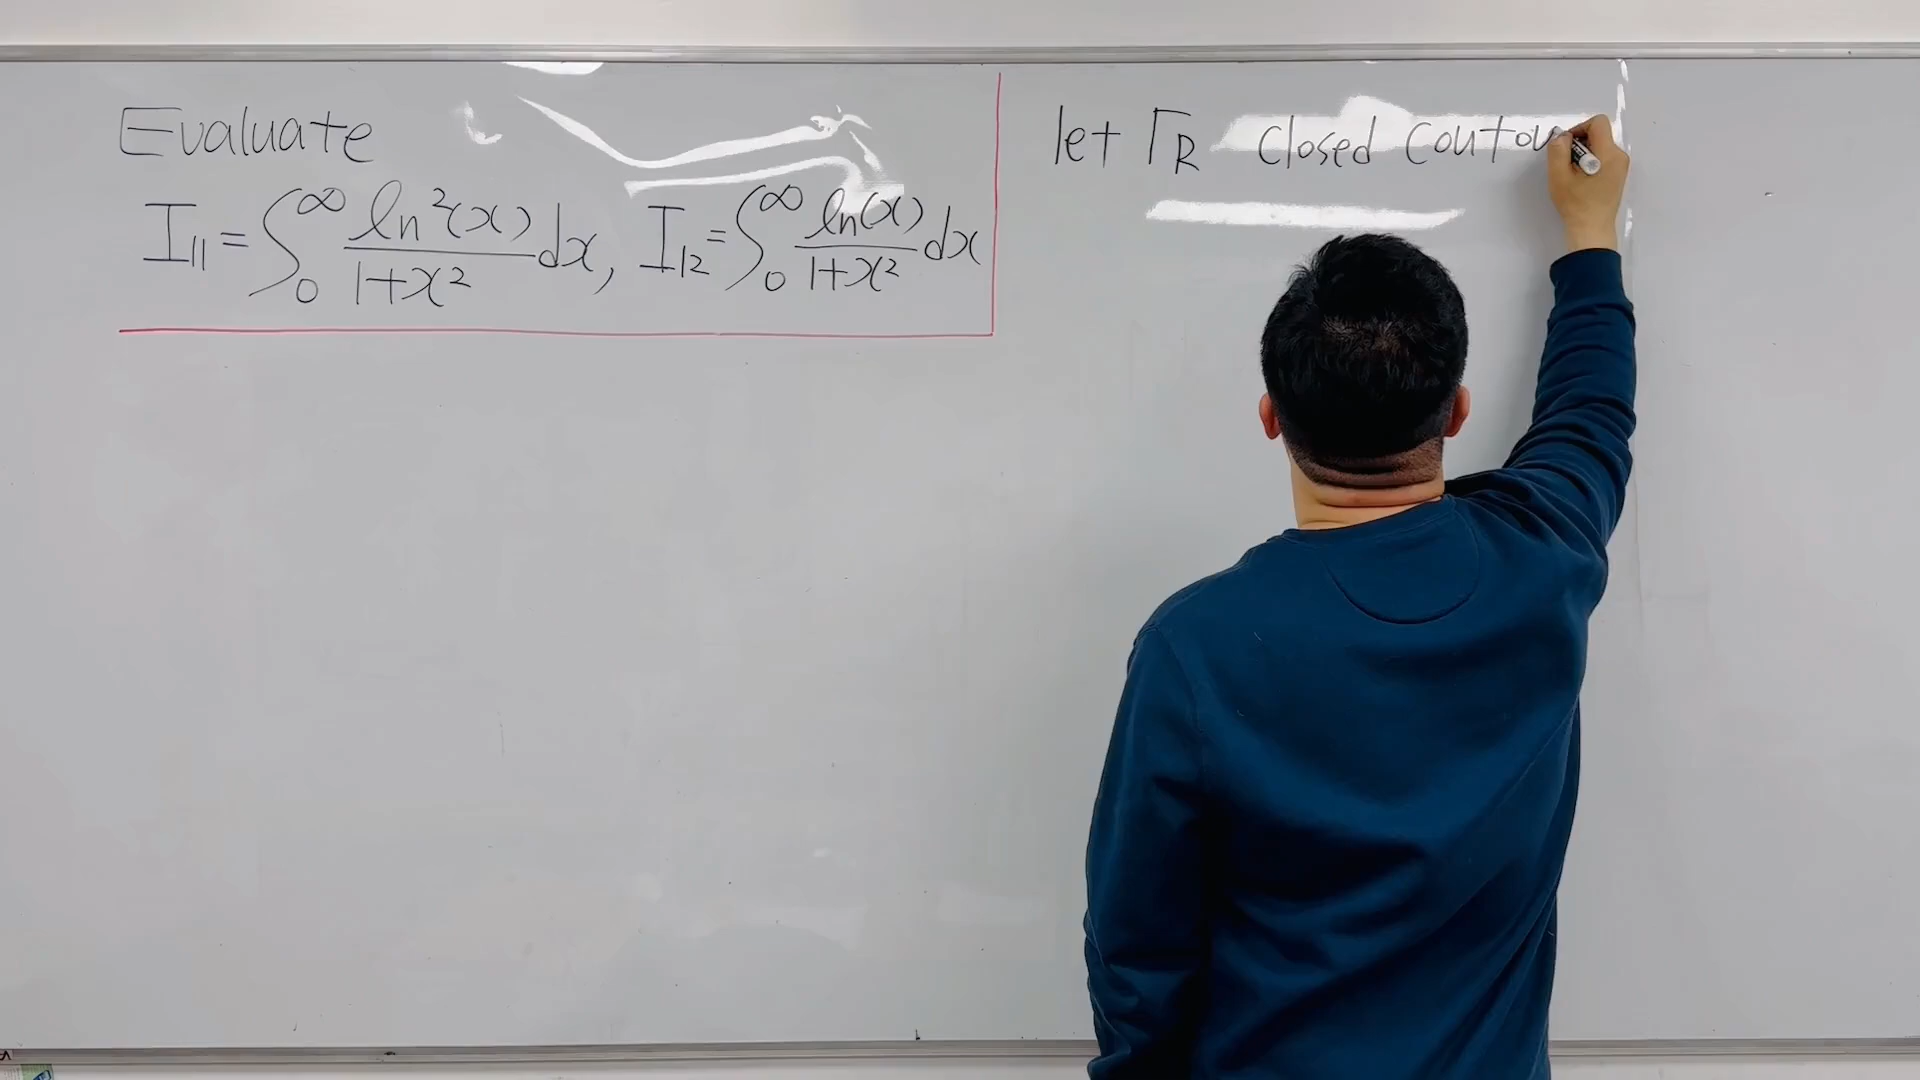 Evaluate
I₁₁ = ∫₀^∞ ln²(x)/(1+x²) dx, I₁₂ = ∫₀^∞ ln(x)/(1+x²) dx
let Γ_R closed contou